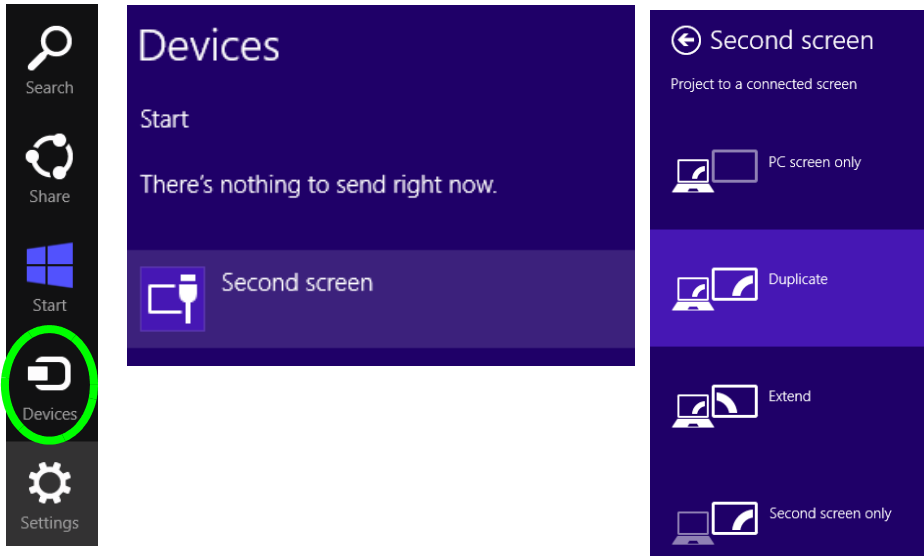 Search
Share
Start
Devices
Settings
Devices
Start
There's nothing to send right now.
Second screen
Second screen
Project to a connected screen
PC screen only
Duplicate
Extend
Second screen only